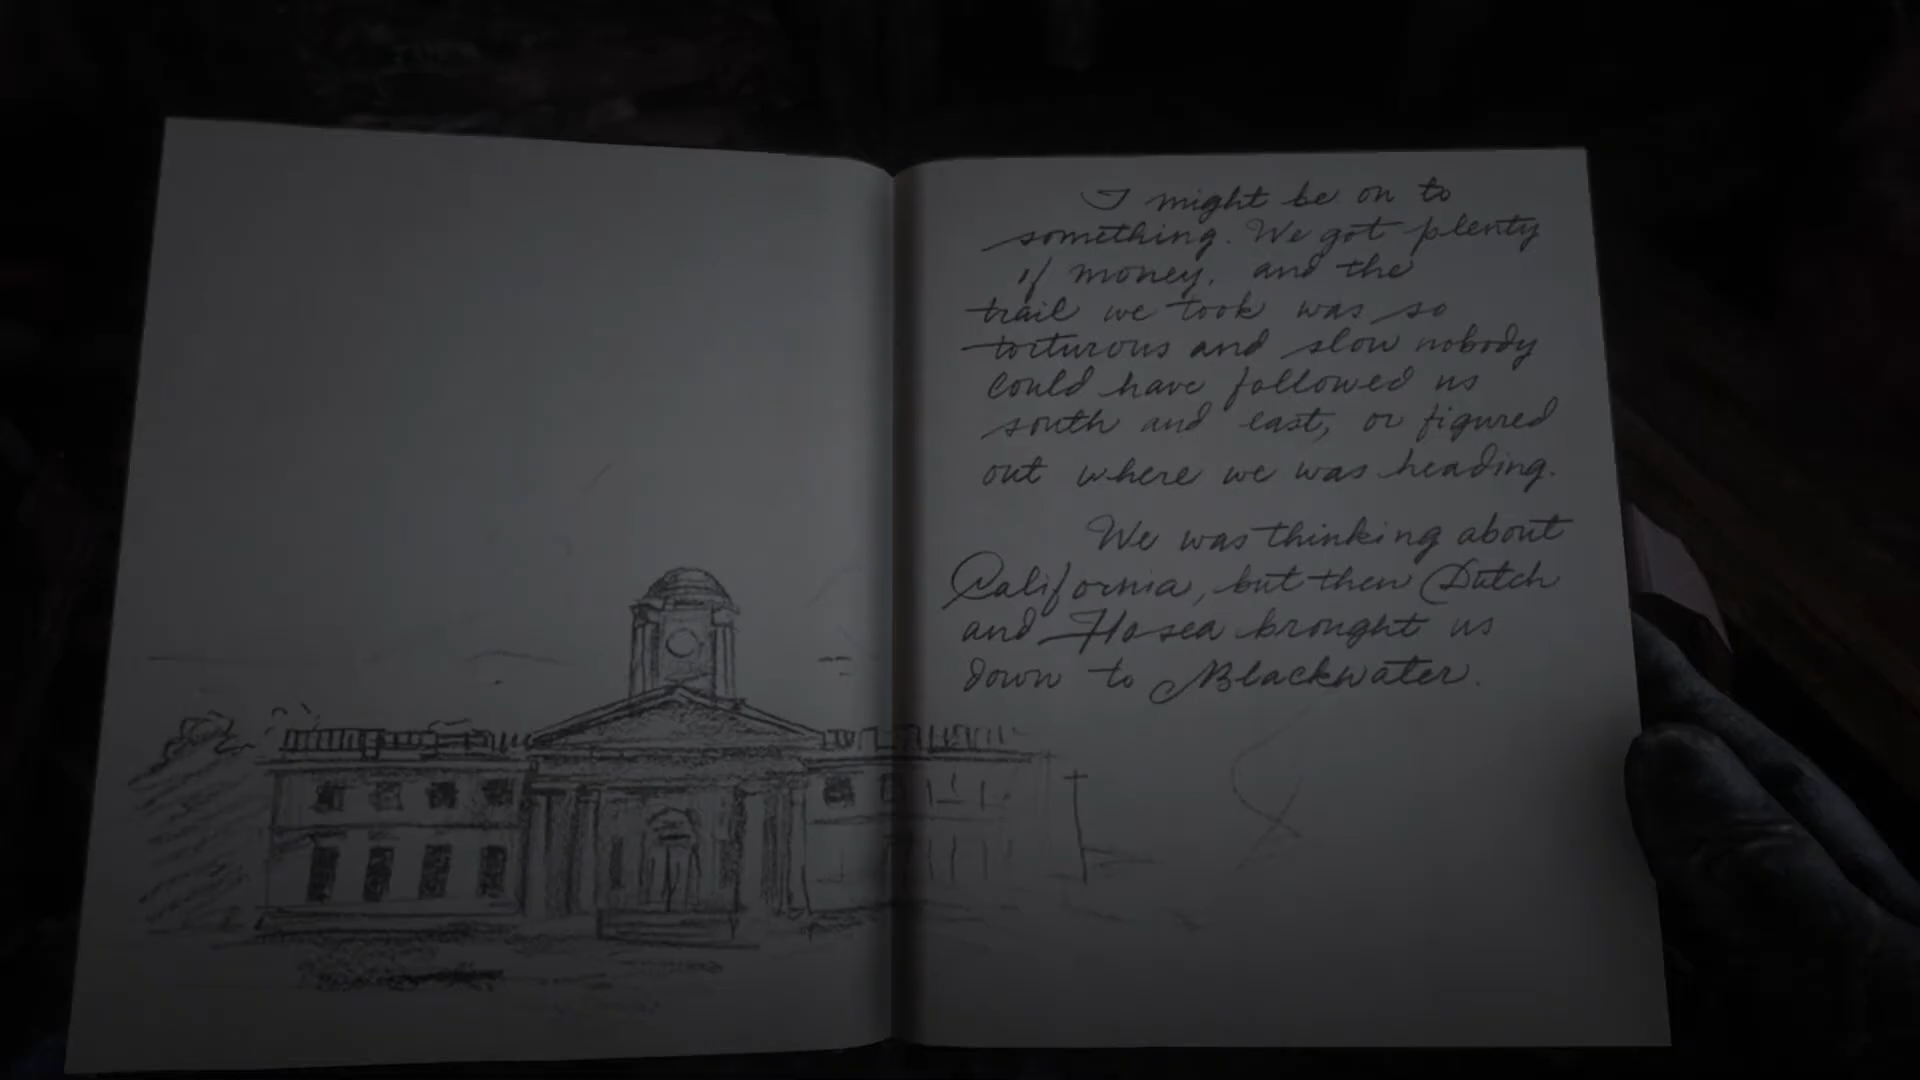 I might be on to
something. We got plenty
of money, and the
trail we took was so
torturous and slow nobody
could have followed us
south and east, or figured
out where we was heading.
We was thinking about
California, but then Dutch
and Hosea brought us
down to Blackwater.